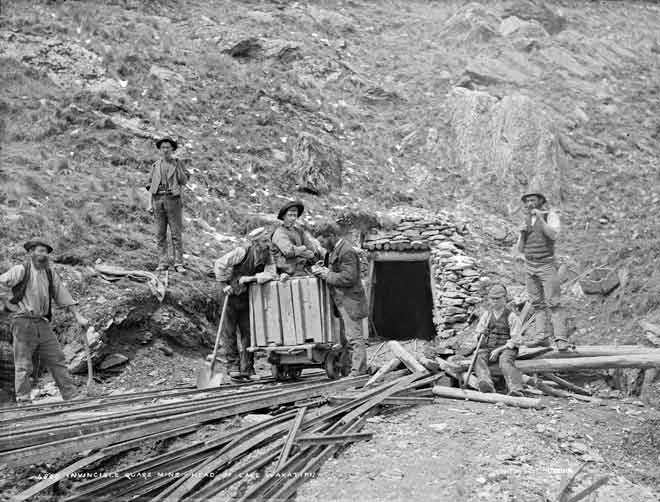 INVINCIBLE QUARZ MINE - HEAD OF LAKE WAKATIPU